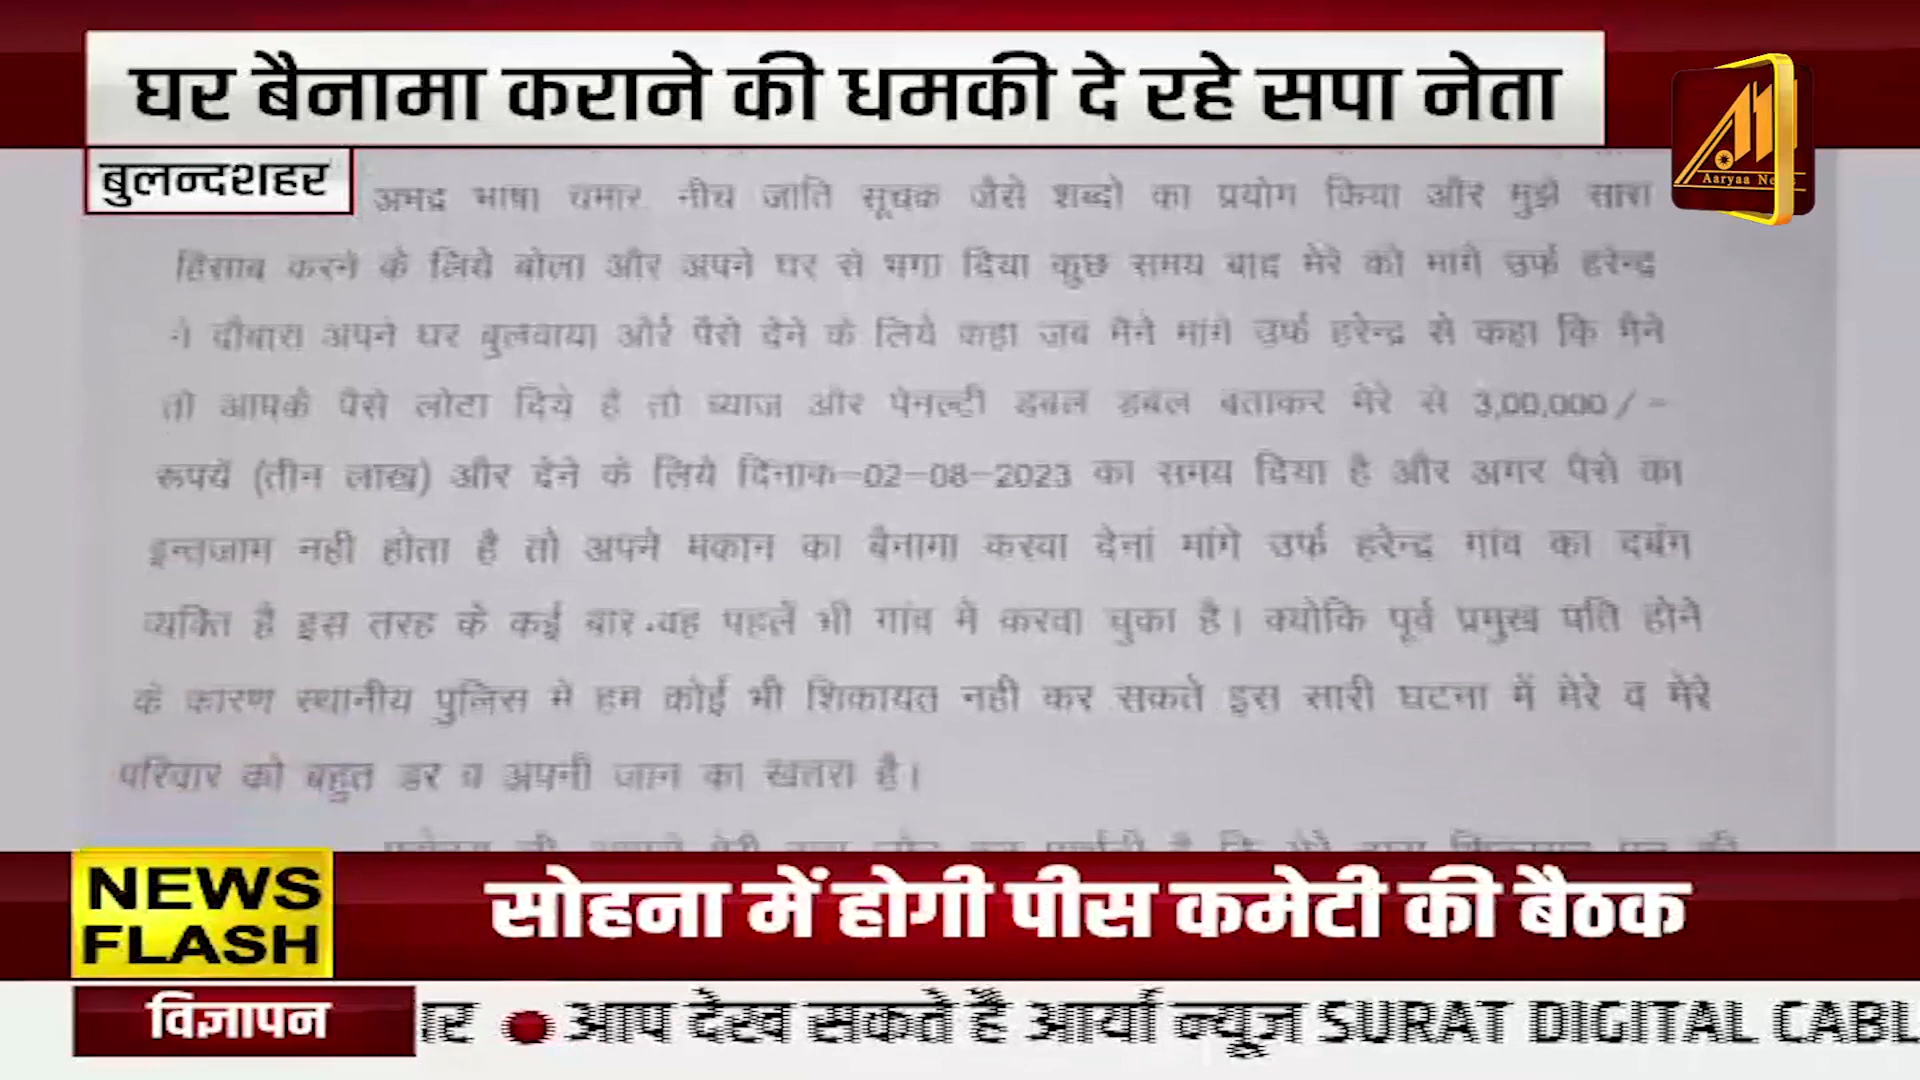 घर बैनामा कराने की धमकी दे रहे सपा नेता
Aaryaa Ne
बुलन्दशहर
अभद्र भाषा चमार नीच जाति सूचक जैसे शब्दो का प्रयोग किया और मुझे सारा
हिसाब करने के लिये बोला और अपने घर से भगा दिया कुछ समय बाद मेरे को मांगे उर्फ हरेन्द्र
ने दौबारा अपने घर बुलवाया और पैसे देने के लिये कहा जब मैने मांगे उर्फ हरेन्द्र से कहा कि मैने
तो आपके पैसे लोटा दिये है तो ब्याज और पेनल्टी डबल डबल बताकर मेरे से 3,00,000/-
रूपयें (तीन लाख) और देने के लिये दिनाक-02-08-2023 का समय दिया है और अगर पैसे का
इन्तजाम नही होता है तो अपने मकान का बैनामा करवा देनां मांगे उर्फ हरेन्द्र गांव का दबंग
व्यक्ति है इस तरह के कई बार वह पहलें भी गांव मे करवा चुका है। क्योकि पूर्व प्रमुख पति होने
के कारण स्थानीय पुलिस मे हम कोई भी शिकायत नही कर सकते इस सारी घटना में मेरे व मेरे
परिवार को बहुत डर व अपनी जान का खतरा है।
NEWS
FLASH
सोहना में होगी पीस कमेटी की बैठक
विज्ञापन
आप देख सकते हैं आर्या न्यूज SURAT DIGITAL CABL